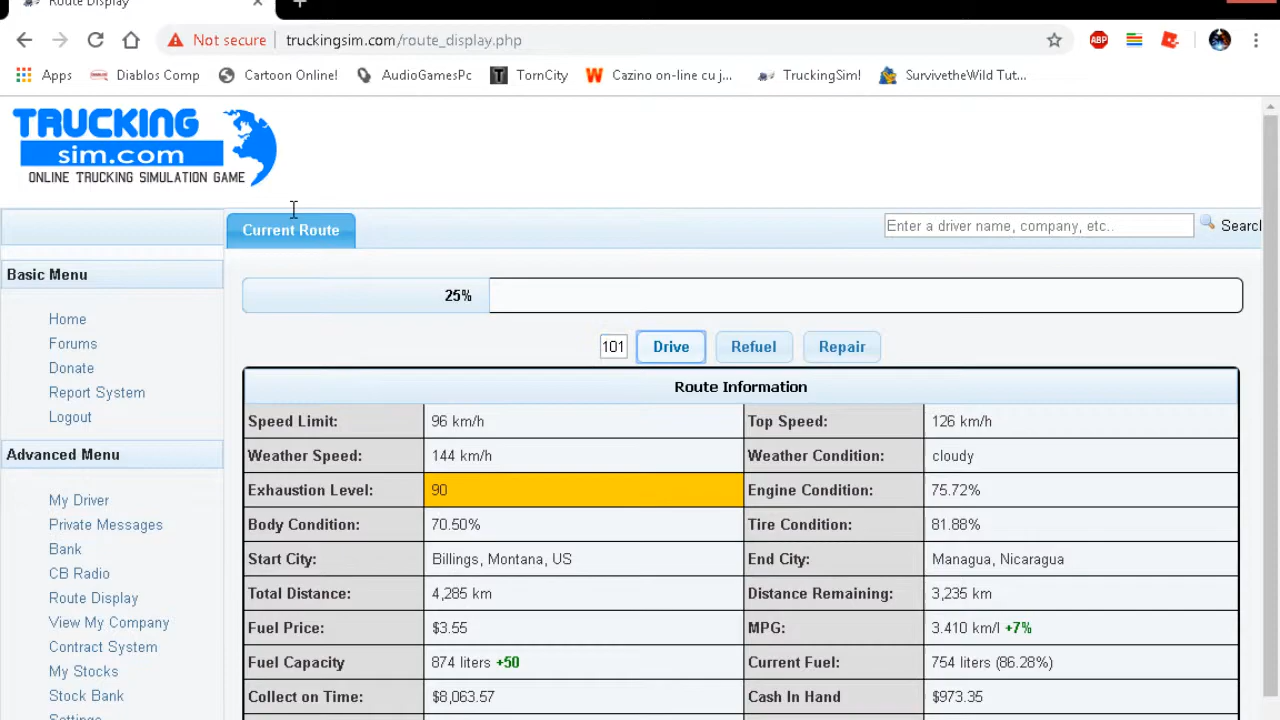 Route Display
Not secure truckingsim.com/route_display.php ABP
Apps Diablos Comp Cartoon Online! AudioGamesPc T TornCity W Cazino on-line cu j... TruckingSim! SurvivetheWild Tut...
TRUCKING
sim.com
ONLINE TRUCKING SIMULATION GAME
Current Route Enter a driver name, company, etc.. Search
Basic Menu
Home
Forums
Donate
Report System
Logout
Advanced Menu
My Driver
Private Messages
Bank
CB Radio
Route Display
View My Company
Contract System
My Stocks
Stock Bank
Settings
25%
101 Drive Refuel Repair
Route Information
Speed Limit: 96 km/h Top Speed: 126 km/h
Weather Speed: 144 km/h Weather Condition: cloudy
Exhaustion Level: 90 Engine Condition: 75.72%
Body Condition: 70.50% Tire Condition: 81.88%
Start City: Billings, Montana, US End City: Managua, Nicaragua
Total Distance: 4,285 km Distance Remaining: 3,235 km
Fuel Price: $3.55 MPG: 3.410 km/l +7%
Fuel Capacity 874 liters +50 Current Fuel: 754 liters (86.28%)
Collect on Time: $8,063.57 Cash In Hand $973.35